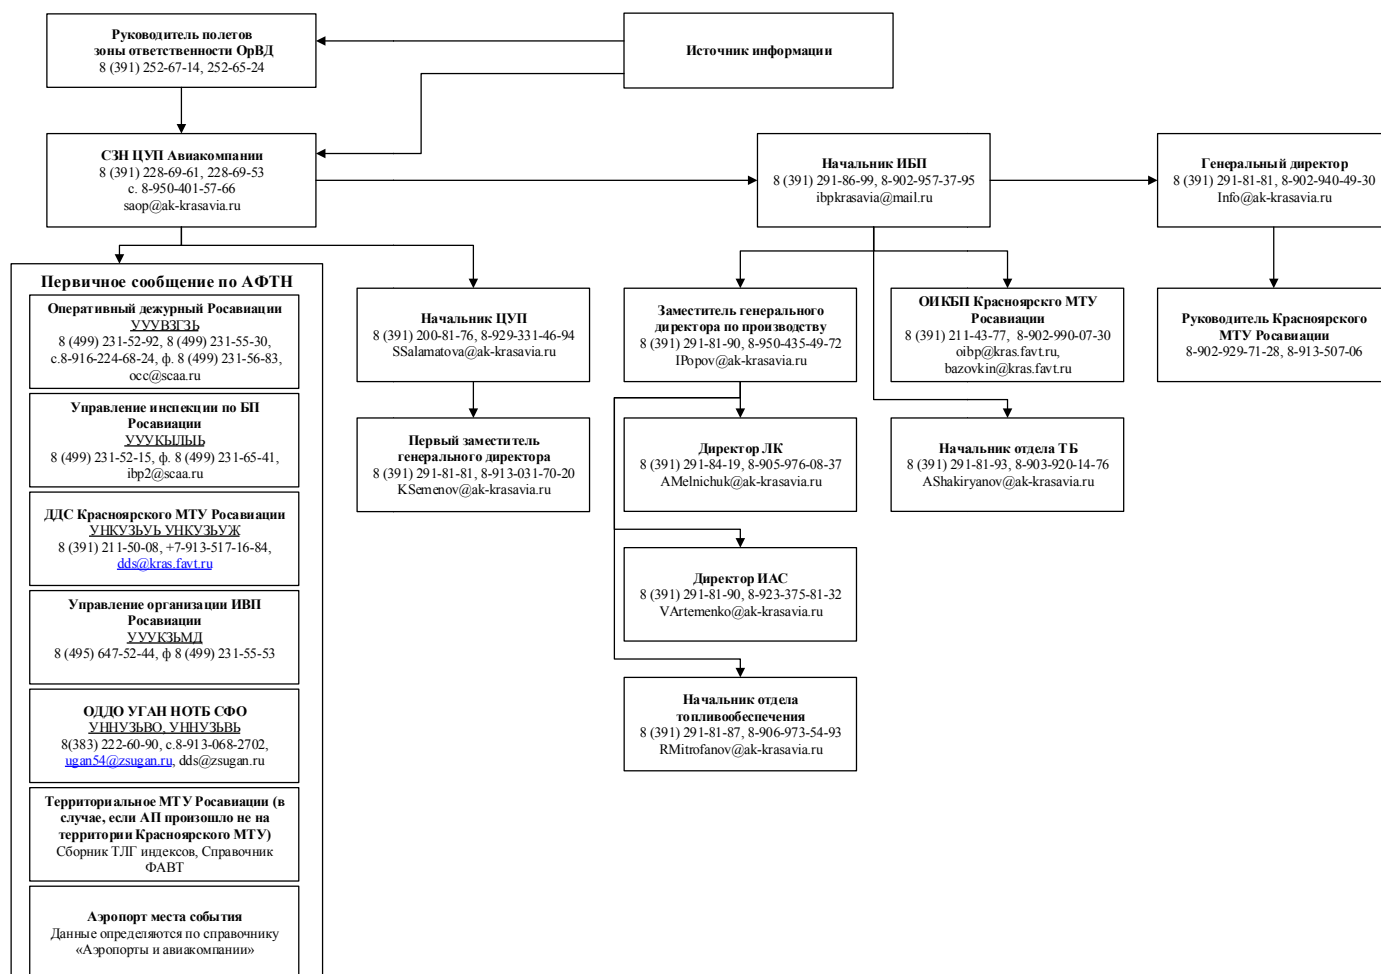 Руководитель полетов
зоны ответственности ОрВД
8 (391) 252-67-14, 252-65-24
Источник информации
СЗН ЦУП Авиакомпании
8 (391) 228-69-61, 228-69-53
с. 8-950-401-57-66
saop@ak-krasavia.ru
Начальник ИБП
8 (391) 291-86-99, 8-902-957-37-95
ibpkrasavia@mail.ru
Генеральный директор
8 (391) 291-81-81, 8-902-940-49-30
Info@ak-krasavia.ru
Первичное сообщение по АФТН
Оперативный дежурный Росавиации
УУУВЗГЗЬ
8 (499) 231-52-92, 8 (499) 231-55-30,
с.8-916-224-68-24, ф. 8 (499) 231-56-83,
occ@scaa.ru
Управление инспекции по БП
Росавиации
УУУКЫЛЫЬ
8 (499) 231-52-15, ф. 8 (499) 231-65-41,
ibp2@scaa.ru
ДДС Красноярского МТУ Росавиации
УНКУЗЬУЬ УНКУЗЬУЖ
8 (391) 211-50-08, +7-913-517-16-84,
dds@kras.favt.ru
Управление организации ИВП
Росавиации
УУУКЗЬМД
8 (495) 647-52-44, ф 8 (499) 231-55-53
ОДДО УГАН НОТБ СФО
УННУЗЬВО, УННУЗЬВЬ
8(383) 222-60-90, с.8-913-068-2702,
ugan54@zsugan.ru, dds@zsugan.ru
Территориальное МТУ Росавиации (в
случае, если АП произошло не на
территории Красноярского МТУ)
Сборник ТЛГ индексов, Справочник
ФАВТ
Аэропорт места события
Данные определяются по справочнику
«Аэропорты и авиакомпании»
Начальник ЦУП
8 (391) 200-81-76, 8-929-331-46-94
SSalamatova@ak-krasavia.ru
Первый заместитель
генерального директора
8 (391) 291-81-81, 8-913-031-70-20
KSemenov@ak-krasavia.ru
Заместитель генерального
директора по производству
8 (391) 291-81-90, 8-950-435-49-72
IPopov@ak-krasavia.ru
Директор ЛК
8 (391) 291-84-19, 8-905-976-08-37
AMelnichuk@ak-krasavia.ru
Директор ИАС
8 (391) 291-81-90, 8-923-375-81-32
VArtemenko@ak-krasavia.ru
Начальник отдела
топливообеспечения
8 (391) 291-81-87, 8-906-973-54-93
RMitrofanov@ak-krasavia.ru
ОИКБП Красноярскго МТУ
Росавиации
8 (391) 211-43-77, 8-902-990-07-30
oibp@kras.favt.ru,
bazovkin@kras.favt.ru
Начальник отдела ТБ
8 (391) 291-81-93, 8-903-920-14-76
AShakiryanov@ak-krasavia.ru
Руководитель Красноярского
МТУ Росавиации
8-902-929-71-28, 8-913-507-06